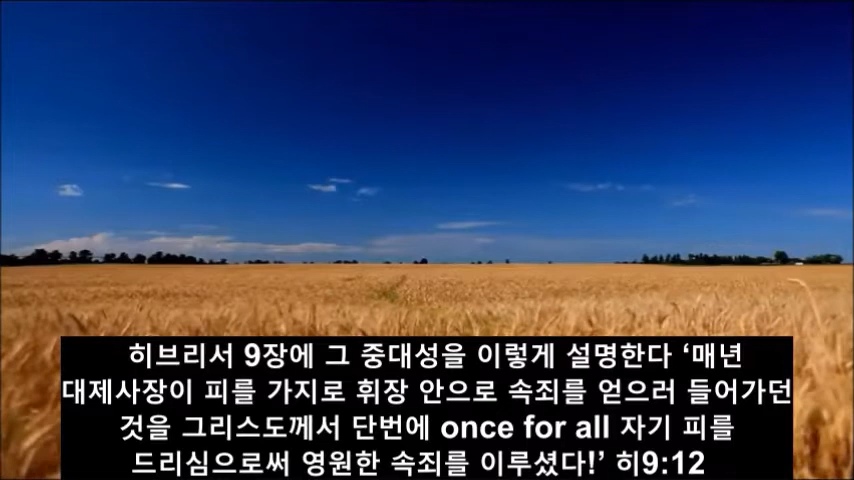 히브리서 9장에 그 중대성을 이렇게 설명한다 ‘매년
대제사장이 피를 가지로 휘장 안으로 속죄를 얻으러 들어가던
것을 그리스도께서 단번에 once for all 자기 피를
드리심으로써 영원한 속죄를 이루셨다!’ 히9:12